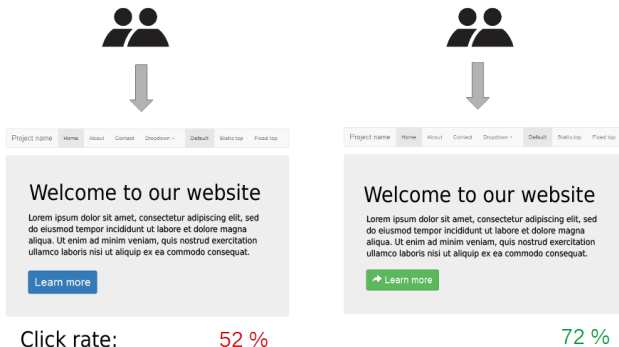 Project name Home About Contact Dropdown Default Static top Fixed top
Welcome to our website
Lorem ipsum dolor sit amet, consectetur adipiscing elit, sed
do eiusmod tempor incididunt ut labore et dolore magna
aliqua. Ut enim ad minim veniam, quis nostrud exercitation
ullamco laboris nisi ut aliquip ex ea commodo consequat.
Learn more
Click rate: 52 %
Project name Home About Contact Dropdown Default Static top Fixed top
Welcome to our website
Lorem ipsum dolor sit amet, consectetur adipiscing elit, sed
do eiusmod tempor incididunt ut labore et dolore magna
aliqua. Ut enim ad minim veniam, quis nostrud exercitation
ullamco laboris nisi ut aliquip ex ea commodo consequat.
Learn more
72 %